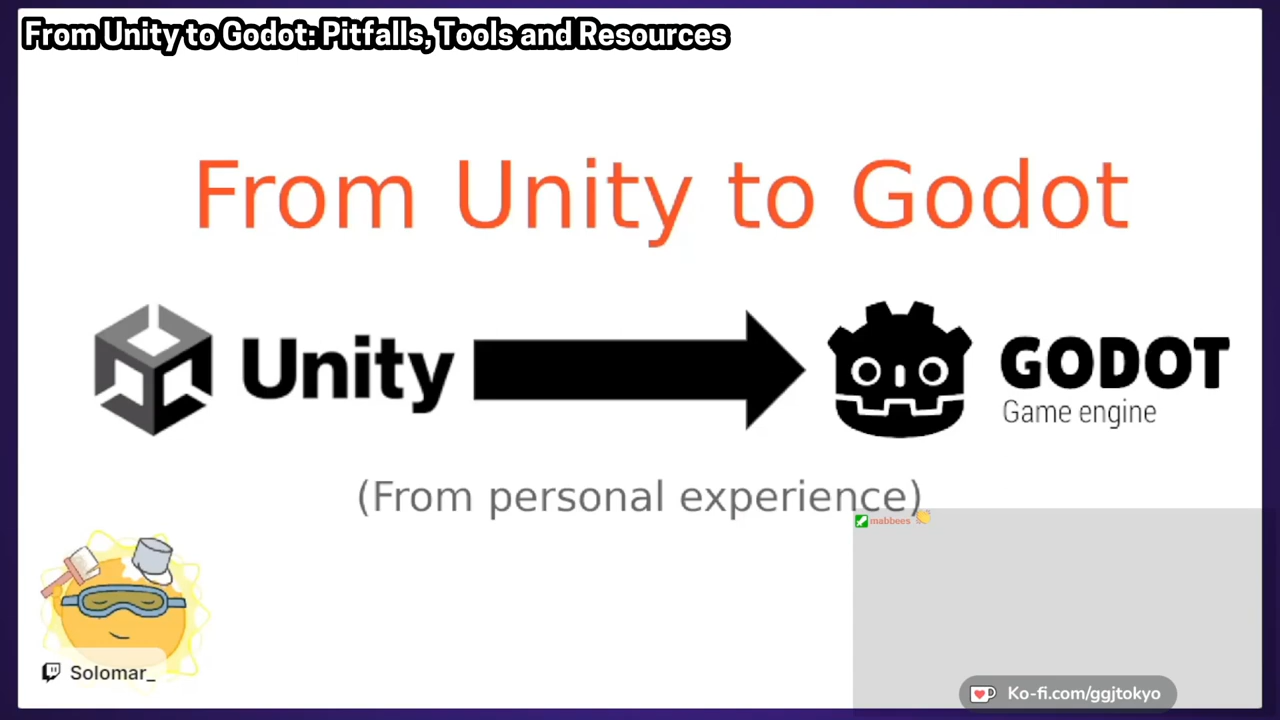 From Unity to Godot: Pitfalls, Tools and Resources
From Unity to Godot
Unity
GODOT
Game engine
(From personal experience)
mabbees
Solomar_
Ko-fi.com/ggjtokyo